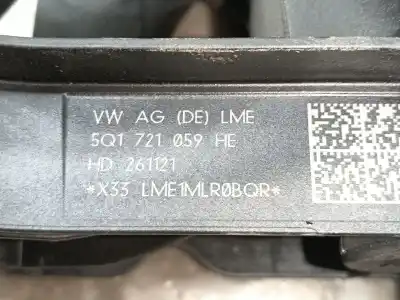 VW AG (DE) LME
5Q1 721 059 HE
HD 261121
*X33 LME1MLR0BQR*